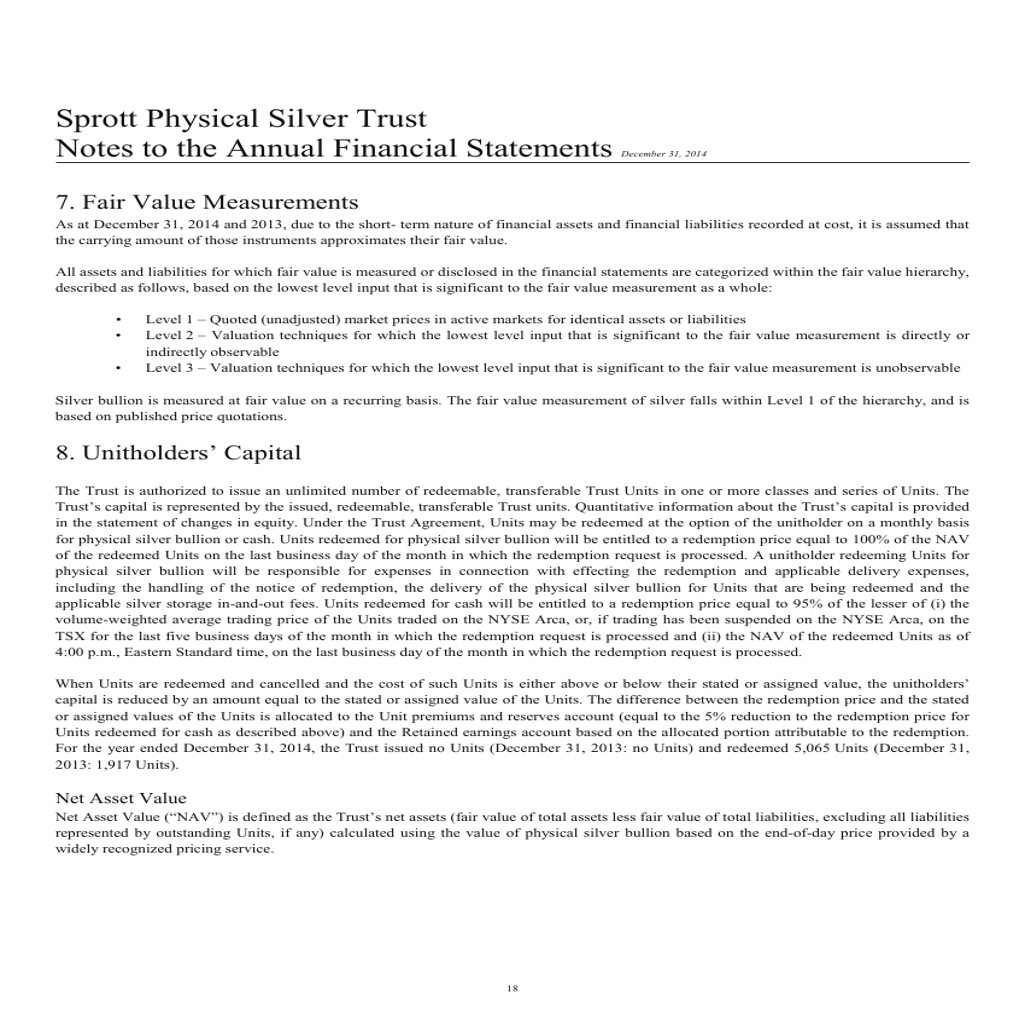 Sprott Physical Silver Trust
Notes to the Annual Financial Statements December 31, 2014
7. Fair Value Measurements
As at December 31, 2014 and 2013, due to the short- term nature of financial assets and financial liabilities recorded at cost, it is assumed that
the carrying amount of those instruments approximates their fair value.
All assets and liabilities for which fair value is measured or disclosed in the financial statements are categorized within the fair value hierarchy,
described as follows, based on the lowest level input that is significant to the fair value measurement as a whole:
• Level 1 – Quoted (unadjusted) market prices in active markets for identical assets or liabilities
• Level 2 – Valuation techniques for which the lowest level input that is significant to the fair value measurement is directly or
indirectly observable
• Level 3 – Valuation techniques for which the lowest level input that is significant to the fair value measurement is unobservable
Silver bullion is measured at fair value on a recurring basis. The fair value measurement of silver falls within Level 1 of the hierarchy, and is
based on published price quotations.
8. Unitholders’ Capital
The Trust is authorized to issue an unlimited number of redeemable, transferable Trust Units in one or more classes and series of Units. The
Trust’s capital is represented by the issued, redeemable, transferable Trust units. Quantitative information about the Trust’s capital is provided
in the statement of changes in equity. Under the Trust Agreement, Units may be redeemed at the option of the unitholder on a monthly basis
for physical silver bullion or cash. Units redeemed for physical silver bullion will be entitled to a redemption price equal to 100% of the NAV
of the redeemed Units on the last business day of the month in which the redemption request is processed. A unitholder redeeming Units for
physical silver bullion will be responsible for expenses in connection with effecting the redemption and applicable delivery expenses,
including the handling of the notice of redemption, the delivery of the physical silver bullion for Units that are being redeemed and the
applicable silver storage in-and-out fees. Units redeemed for cash will be entitled to a redemption price equal to 95% of the lesser of (i) the
volume-weighted average trading price of the Units traded on the NYSE Arca, or, if trading has been suspended on the NYSE Arca, on the
TSX for the last five business days of the month in which the redemption request is processed and (ii) the NAV of the redeemed Units as of
4:00 p.m., Eastern Standard time, on the last business day of the month in which the redemption request is processed.
When Units are redeemed and cancelled and the cost of such Units is either above or below their stated or assigned value, the unitholders’
capital is reduced by an amount equal to the stated or assigned value of the Units. The difference between the redemption price and the stated
or assigned values of the Units is allocated to the Unit premiums and reserves account (equal to the 5% reduction to the redemption price for
Units redeemed for cash as described above) and the Retained earnings account based on the allocated portion attributable to the redemption.
For the year ended December 31, 2014, the Trust issued no Units (December 31, 2013: no Units) and redeemed 5,065 Units (December 31,
2013: 1,917 Units).
Net Asset Value
Net Asset Value (“NAV”) is defined as the Trust’s net assets (fair value of total assets less fair value of total liabilities, excluding all liabilities
represented by outstanding Units, if any) calculated using the value of physical silver bullion based on the end-of-day price provided by a
widely recognized pricing service.
18